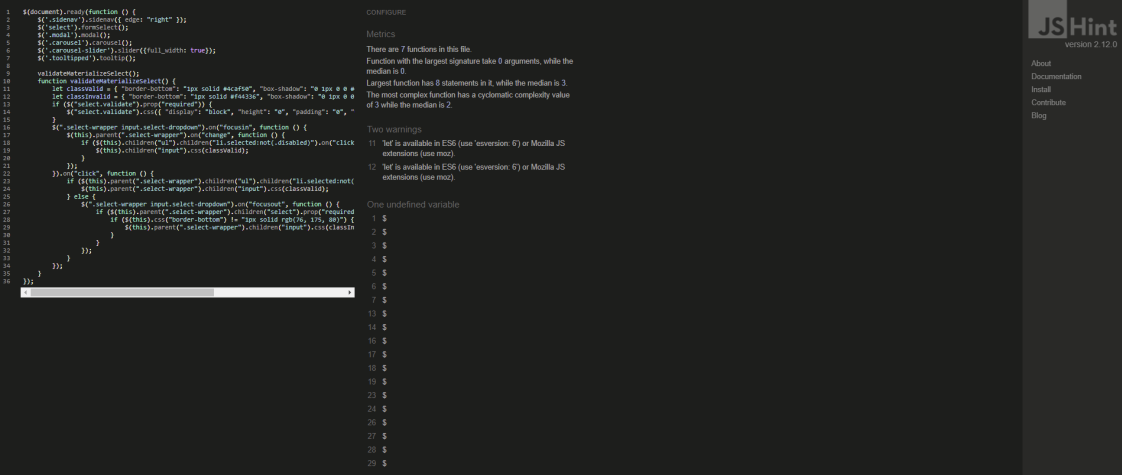 1 $(document).ready(function () {
2 $('.sidenav').sidenav({ edge: "right" });
3 $('select').formSelect();
4 $('.modal').modal();
5 $('.carousel').carousel();
6 $('.carousel-slider').slider({full_width: true});
7 $('.tooltipped').tooltip();
8
9 validateMaterializeSelect();
10 function validateMaterializeSelect() {
11 let classValid = { "border-bottom": "1px solid #4caf50", "box-shadow": "0 1px 0 0 #
12 let classInvalid = { "border-bottom": "1px solid #f44336", "box-shadow": "0 1px 0 0
13 if ($("select.validate").prop("required")) {
14 $("select.validate").css({ "display": "block", "height": "0", "padding": "0", "
15 }
16 $(".select-wrapper input.select-dropdown").on("focusin", function () {
17 $(this).parent(".select-wrapper").on("change", function () {
18 if ($(this).children("ul").children("li.selected:not(.disabled)").on("click
19 $(this).children("input").css(classValid);
20 }
21 });
22 }).on("click", function () {
23 if ($(this).parent(".select-wrapper").children("ul").children("li.selected:not(
24 $(this).parent(".select-wrapper").children("input").css(classValid);
25 } else {
26 $(".select-wrapper input.select-dropdown").on("focusout", function () {
27 if ($(this).parent(".select-wrapper").children("select").prop("required
28 if ($(this).css("border-bottom") != "1px solid rgb(76, 175, 80)") {
29 $(this).parent(".select-wrapper").children("input").css(classIn
30 }
31 }
32 });
33 }
34 });
35 }
36 });
CONFIGURE
Metrics
There are 7 functions in this file.
Function with the largest signature take 0 arguments, while the
median is 0.
Largest function has 8 statements in it, while the median is 3.
The most complex function has a cyclomatic complexity value
of 3 while the median is 2.
Two warnings
11 'let' is available in ES6 (use 'esversion: 6') or Mozilla JS
extensions (use moz).
12 'let' is available in ES6 (use 'esversion: 6') or Mozilla JS
extensions (use moz).
One undefined variable
1 $
2 $
3 $
4 $
5 $
6 $
7 $
13 $
14 $
16 $
17 $
18 $
19 $
23 $
24 $
26 $
27 $
28 $
29 $
JSHint
version 2.12.0
About
Documentation
Install
Contribute
Blog